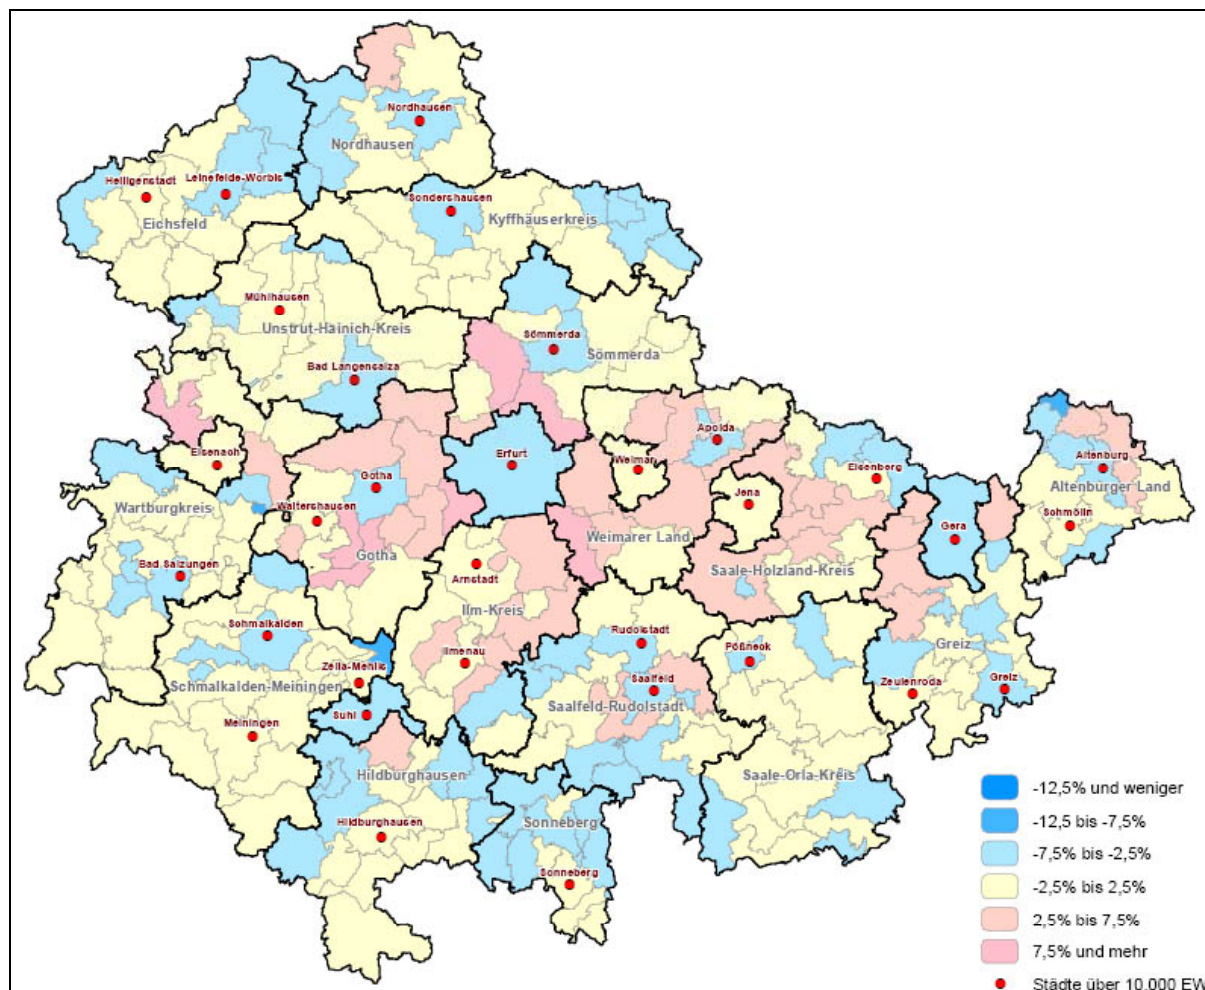 Nordhausen
Nordhausen
Heiligenstadt
Leinefelde-Worbis
Eichsfeld
Sondershausen
Kyffhäuserkreis
Mühlhausen
Unstrut-Hainich-Kreis
Sömmerda
Sömmerda
Bad Langensalza
Eisenach
Gotha
Erfurt
Weimar
Apolda
Eisenberg
Altenburg
Altenburger Land
Jena
Wartburgkreis
Waltershausen
Gotha
Weimarer Land
Gera
Schmölln
Bad Salzungen
Arnstadt
Saale-Holzland-Kreis
Ilm-Kreis
Schmalkalden
Ilmenau
Rudolstadt
Pößneck
Greiz
Zella-Mehlis
Schmalkalden-Meiningen
Saalfeld
Saalfeld-Rudolstadt
Zeulenroda
Greiz
Suhl
Meiningen
Hildburghausen
Saale-Orla-Kreis
Hildburghausen
Sonneberg
Sonneberg
-12,5% und weniger
-12,5 bis -7,5%
-7,5% bis -2,5%
-2,5% bis 2,5%
2,5% bis 7,5%
7,5% und mehr
Städte über 10.000 EW